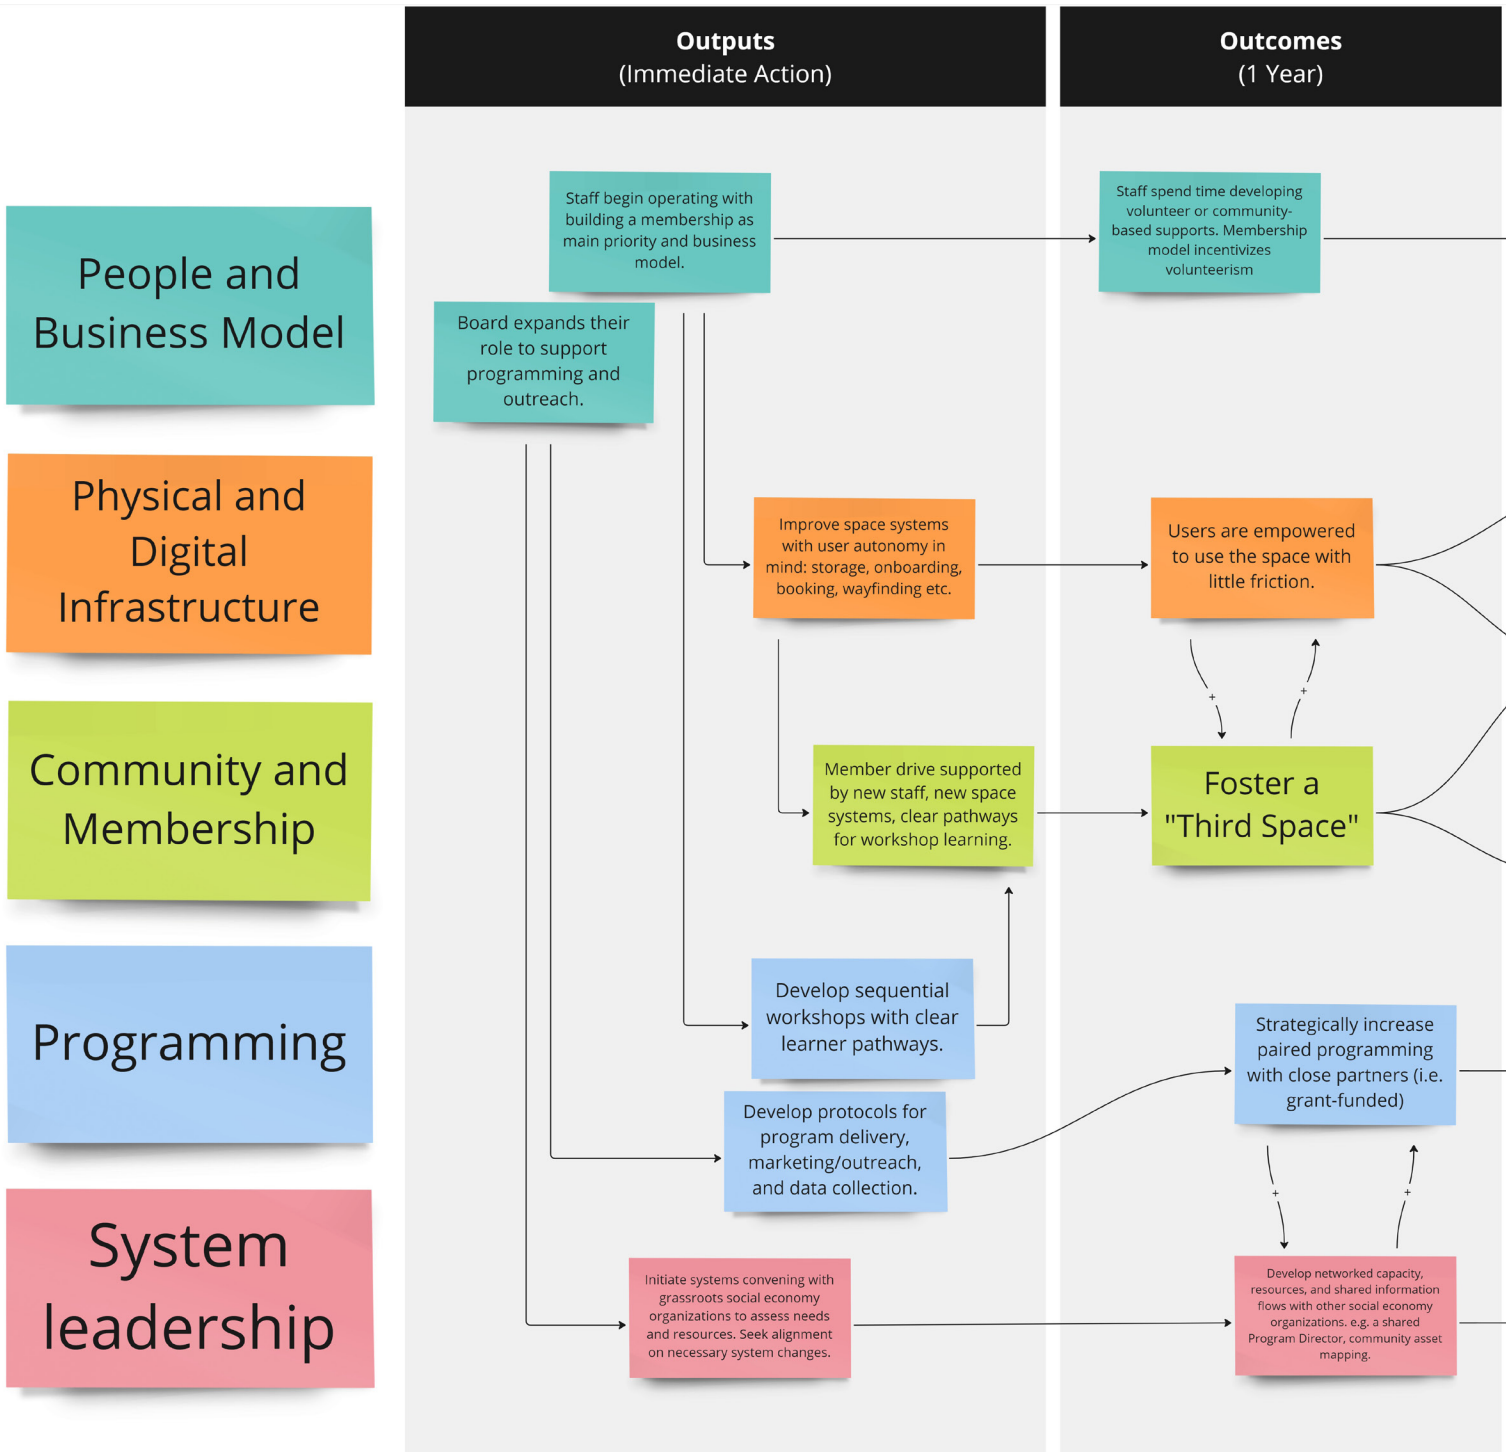 Outputs
(Immediate Action)
Outcomes
(1 Year)
People and
Business Model
Staff begin operating with
building a membership as
main priority and business
model.
Staff spend time developing
volunteer or community-
based supports. Membership
model incentivizes
volunteerism
Board expands their
role to support
programming and
outreach.
Physical and
Digital
Infrastructure
Improve space systems
with user autonomy in
mind: storage, onboarding,
booking, wayfinding etc.
Users are empowered
to use the space with
little friction.
+
+
Community and
Membership
Member drive supported
by new staff, new space
systems, clear pathways
for workshop learning.
Foster a
"Third Space"
Programming
Develop sequential
workshops with clear
learner pathways.
Strategically increase
paired programming
with close partners (i.e.
grant-funded)
Develop protocols for
program delivery,
marketing/outreach,
and data collection.
+
+
System
leadership
Initiate systems convening with
grassroots social economy
organizations to assess needs
and resources. Seek alignment
on necessary system changes.
Develop networked capacity,
resources, and shared information
flows with other social economy
organizations. e.g. a shared
Program Director, community asset
mapping.